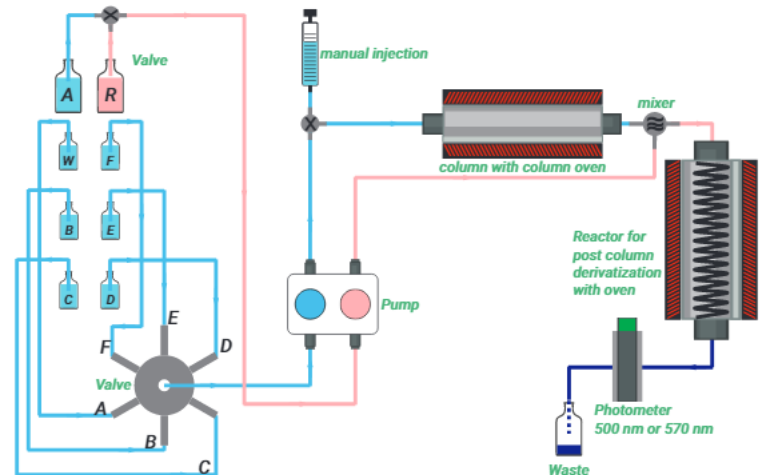 A
R
Valve
W
F
B
E
C
D
manual injection
column with column oven
mixer
Reactor for
post column
derivatization
with oven
Pump
E
F
D
Valve
A
B
C
Photometer
500 nm or 570 nm
Waste